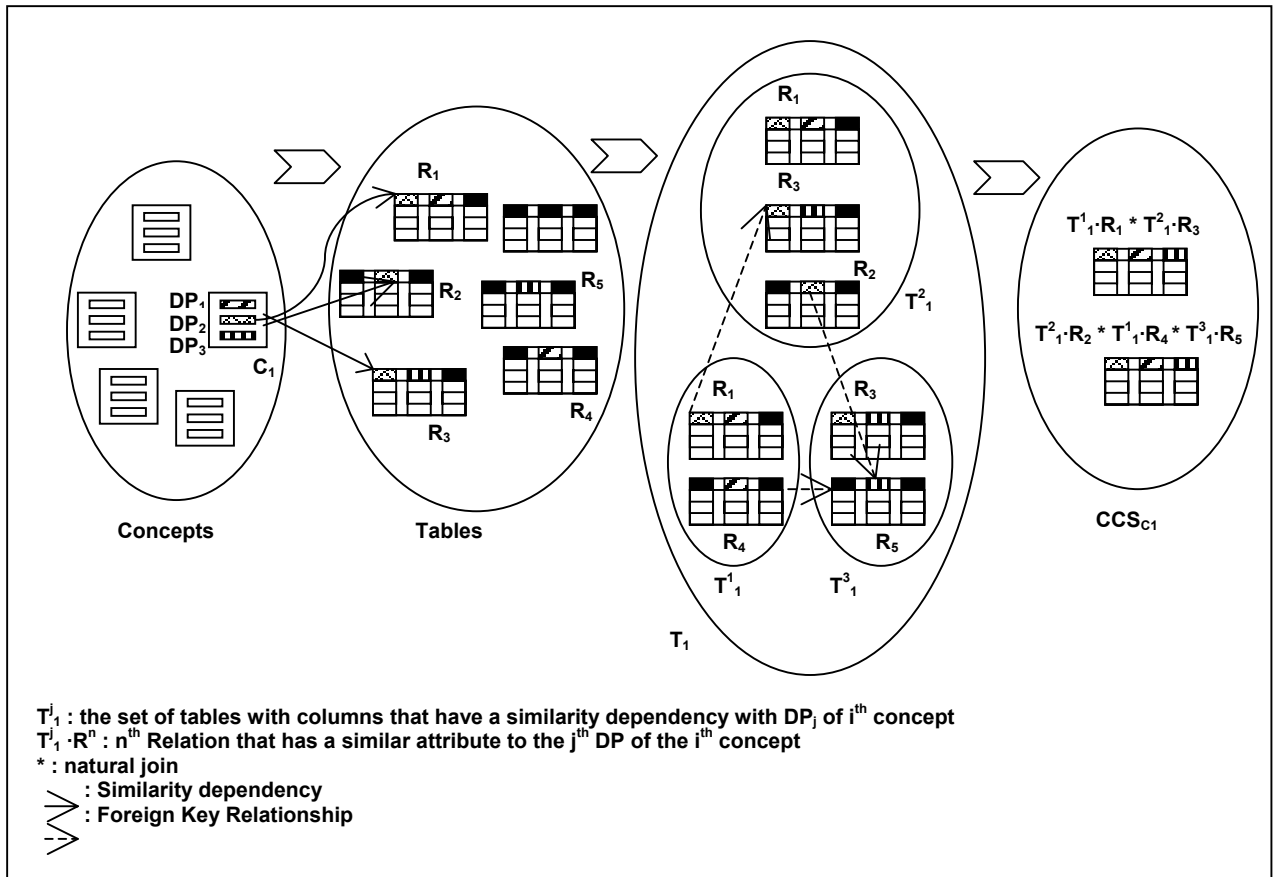 Concepts
DP₁
DP₂
DP₃
C₁
Tables
R₁
R₂
R₅
R₃
R₄
R₁
R₃
R₂
T²₁
R₁
R₃
R₄
R₅
T¹₁
T³₁
T₁
T¹₁·R₁ * T²₁·R₃
T²₁·R₂ * T¹₁·R₄ * T³₁·R₅
CCS_C1
Tʲ₁ : the set of tables with columns that have a similarity dependency with DPⱼ of iᵗʰ concept
Tʲ₁ ·Rⁿ : nᵗʰ Relation that has a similar attribute to the jᵗʰ DP of the iᵗʰ concept
* : natural join
: Similarity dependency
: Foreign Key Relationship